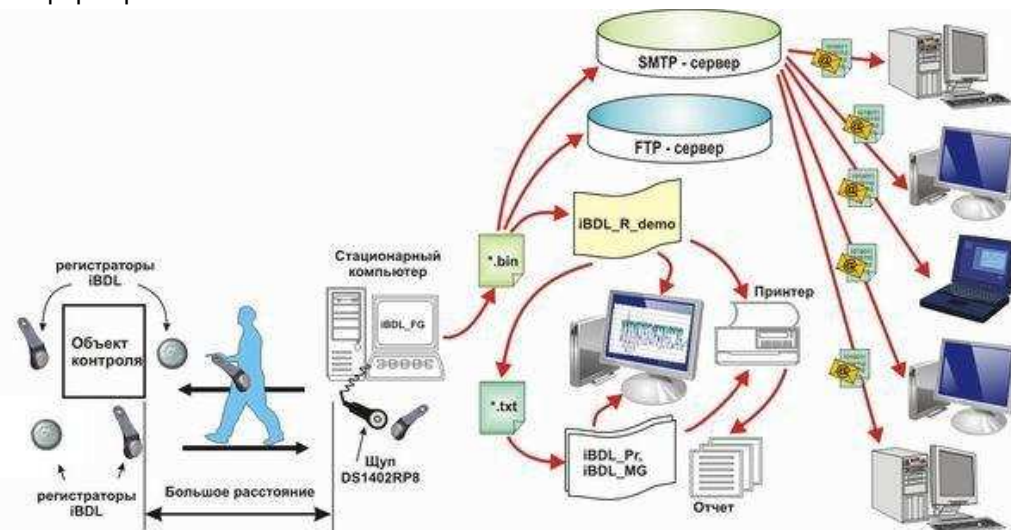 SMTP - сервер
FTP - сервер
iBDL_R_demo
*.bin
Стационарный
компьютер
iBDL_FG
регистраторы
iBDL
Объект
контроля
Принтер
*.txt
iBDL_Pr,
iBDL_MG
Отчет
Щуп
DS1402RP8
регистраторы
iBDL
Большое расстояние